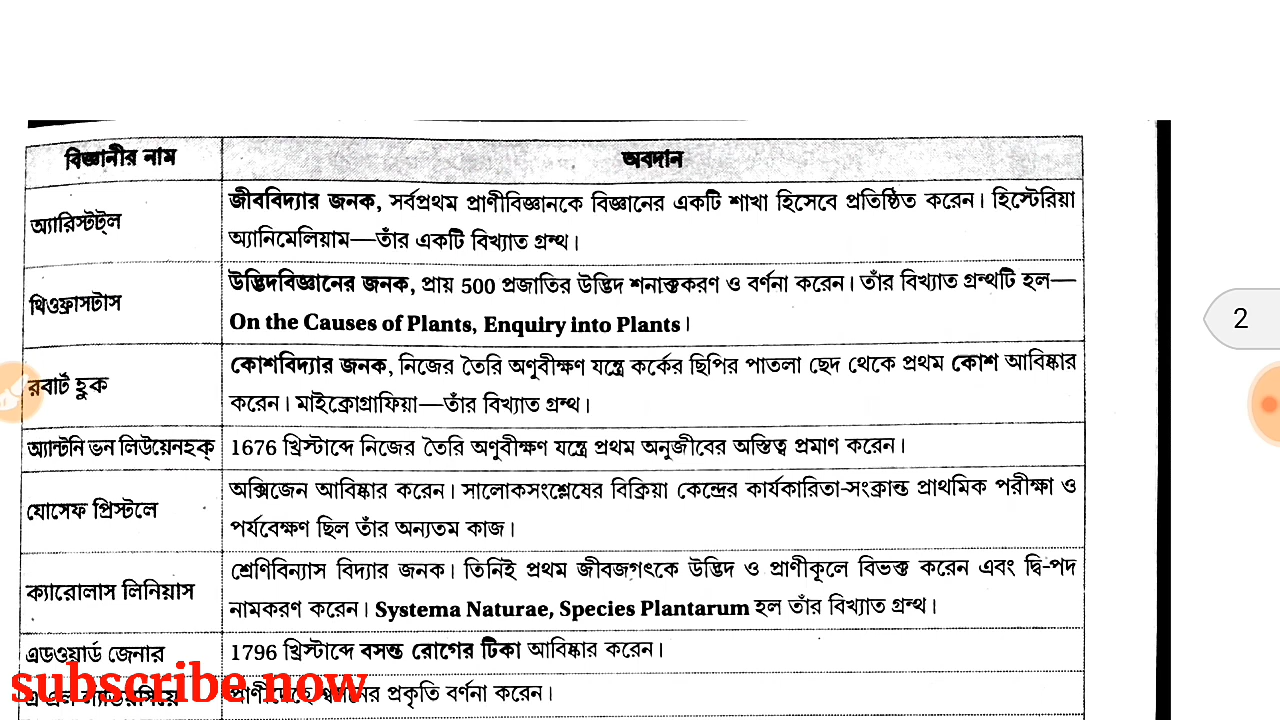 বিজ্ঞানীর নাম
অবদান
অ্যারিস্টট্‌ল
জীববিদ্যার জনক, সর্বপ্রথম প্রাণীবিজ্ঞানকে বিজ্ঞানের একটি শাখা হিসেবে প্রতিষ্ঠিত করেন। হিস্টেরিয়া
অ্যানিমেলিয়াম—তাঁর একটি বিখ্যাত গ্রন্থ।
থিওফ্রাসটাস
উদ্ভিদবিজ্ঞানের জনক, প্রায় 500 প্রজাতির উদ্ভিদ শনাক্তকরণ ও বর্ণনা করেন। তাঁর বিখ্যাত গ্রন্থটি হল—
On the Causes of Plants, Enquiry into Plants।
রবার্ট হুক
কোশবিদ্যার জনক, নিজের তৈরি অণুবীক্ষণ যন্ত্রে কর্কের ছিপির পাতলা ছেদ থেকে প্রথম কোশ আবিষ্কার
করেন। মাইক্রোগ্রাফিয়া—তাঁর বিখ্যাত গ্রন্থ।
অ্যান্টনি ভন লিউয়েনহক্
1676 খ্রিস্টাব্দে নিজের তৈরি অণুবীক্ষণ যন্ত্রে প্রথম অনুজীবের অস্তিত্ব প্রমাণ করেন।
যোসেফ প্রিস্টলে
অক্সিজেন আবিষ্কার করেন। সালোকসংশ্লেষের বিক্রিয়া কেন্দ্রের কার্যকারিতা-সংক্রান্ত প্রাথমিক পরীক্ষা ও
পর্যবেক্ষণ ছিল তাঁর অন্যতম কাজ।
ক্যারোলাস লিনিয়াস
শ্রেণিবিন্যাস বিদ্যার জনক। তিনিই প্রথম জীবজগৎকে উদ্ভিদ ও প্রাণীকূলে বিভক্ত করেন এবং দ্বি-পদ
নামকরণ করেন। Systema Naturae, Species Plantarum হল তাঁর বিখ্যাত গ্রন্থ।
এডওয়ার্ড জেনার
1796 খ্রিস্টাব্দে বসন্ত রোগের টিকা আবিষ্কার করেন।
প্রকৃতি বর্ণনা করেন।
subscribe now
2